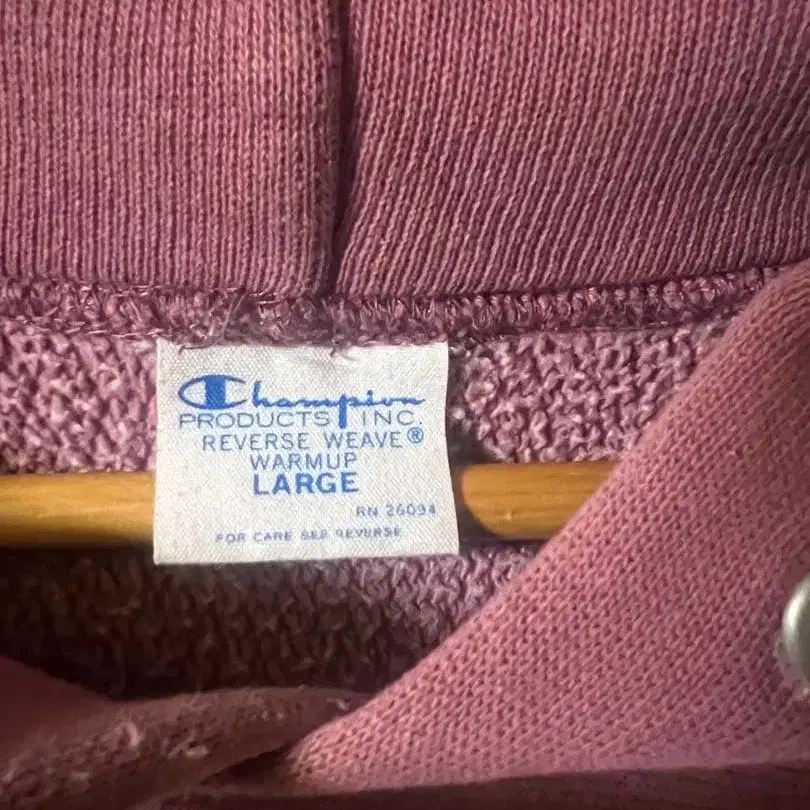 Champion
PRODUCTS INC.
REVERSE WEAVE®
WARMUP
LARGE
RN 26094
FOR CARE SEE REVERSE